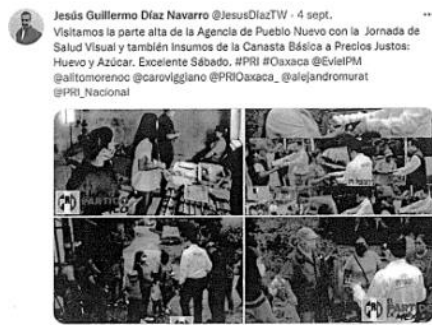 Jesús Guillermo Díaz Navarro @JesusDiazTW · 4 sept.
Visitamos la parte alta de la Agencia de Pueblo Nuevo con la Jornada de
Salud Visual y también Insumos de la Canasta Básica a Precios Justos:
Huevo y Azúcar. Excelente Sábado. #PRI #Oaxaca @EvielPM
@alitomorenoc @caroviggiano @PRIOaxaca_ @alejandromurat
@PRI_Nacional